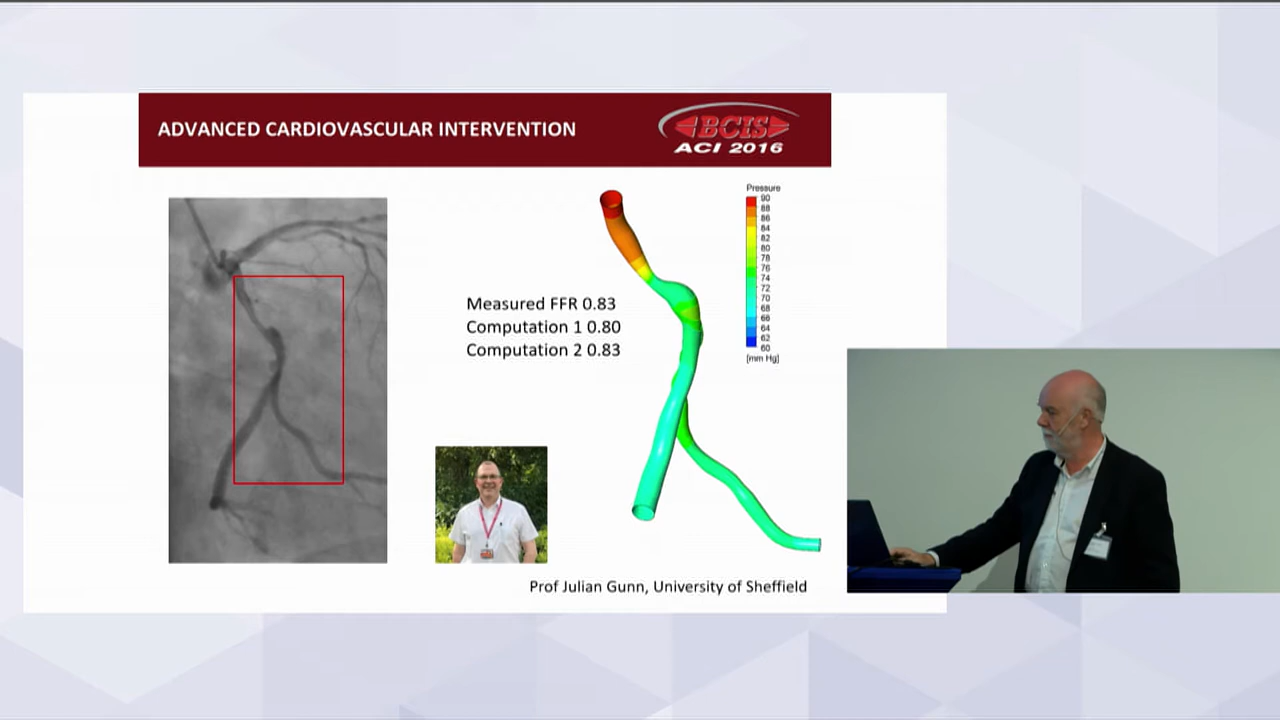 ADVANCED CARDIOVASCULAR INTERVENTION
BCIS
ACI 2016
Pressure
90
88
86
84
82
80
78
76
74
72
70
68
66
64
62
60
[mm Hg]
Measured FFR 0.83
Computation 1 0.80
Computation 2 0.83
Prof Julian Gunn, University of Sheffield